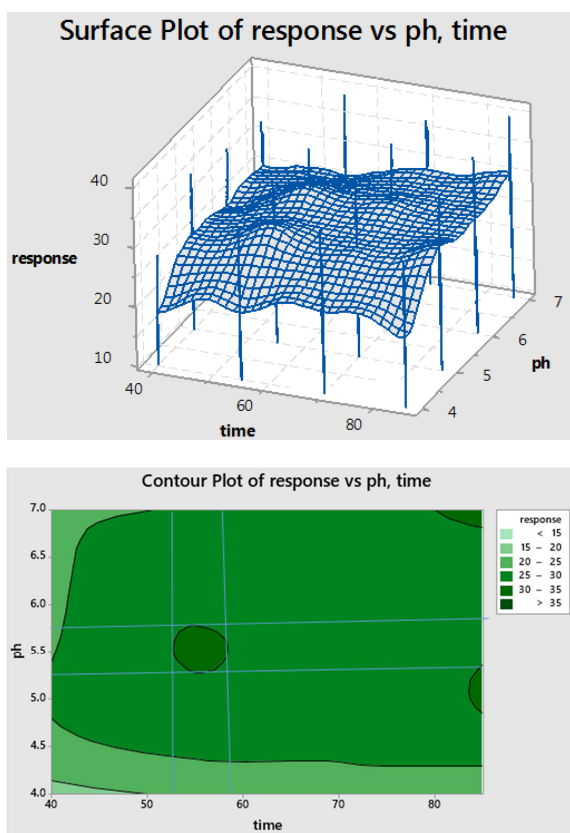 Surface Plot of response vs ph, time
40
30
response
20
10
40
60
time
80
4
5
6
7
ph
Contour Plot of response vs ph, time
7.0
6.5
6.0
ph
5.5
5.0
4.5
4.0
40
50
60
70
80
time
response
< 15
15 – 20
20 – 25
25 – 30
30 – 35
> 35